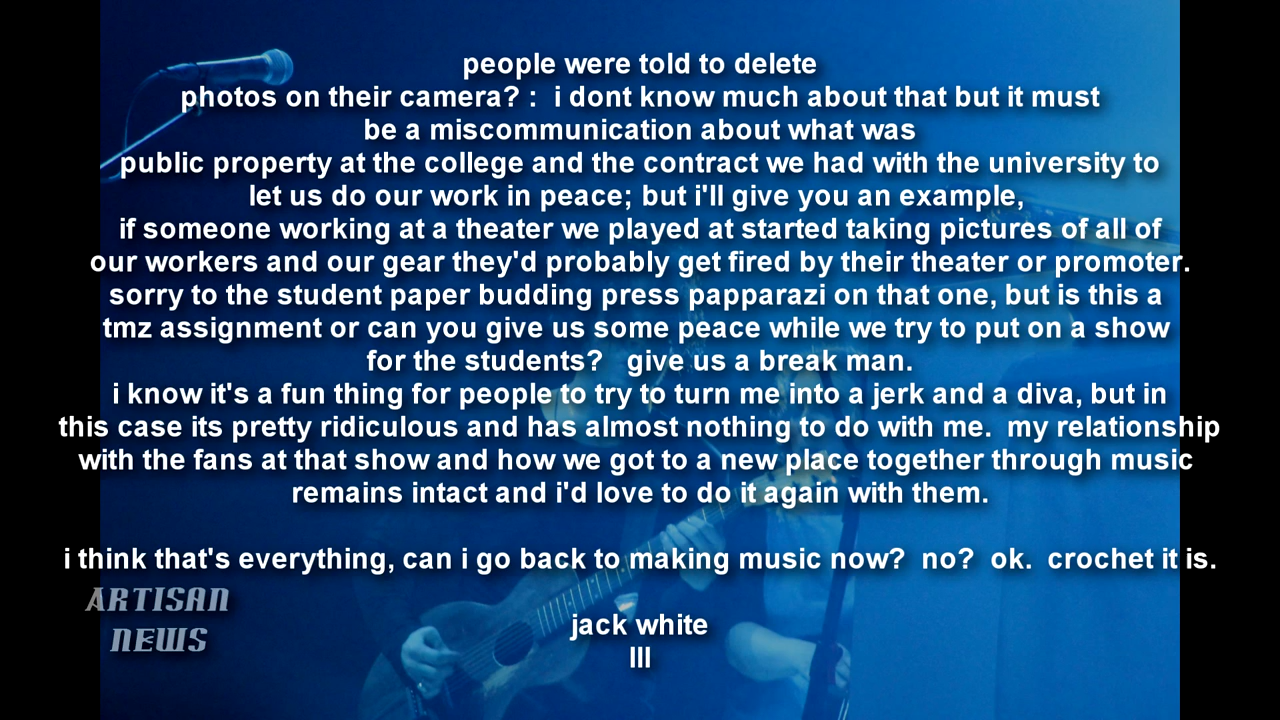 people were told to delete
photos on their camera? :  i dont know much about that but it must
be a miscommunication about what was
public property at the college and the contract we had with the university to
let us do our work in peace; but i'll give you an example,
if someone working at a theater we played at started taking pictures of all of
our workers and our gear they'd probably get fired by their theater or promoter.
sorry to the student paper budding press papparazi on that one, but is this a
tmz assignment or can you give us some peace while we try to put on a show
for the students?   give us a break man.
i know it's a fun thing for people to try to turn me into a jerk and a diva, but in
this case its pretty ridiculous and has almost nothing to do with me.  my relationship
with the fans at that show and how we got to a new place together through music
remains intact and i'd love to do it again with them.
i think that's everything, can i go back to making music now?  no?  ok.  crochet it is.
ARTISAN
NEWS
jack white
III